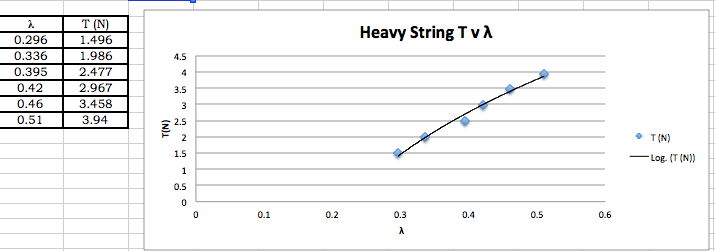 λ T (N)
0.296 1.496
0.336 1.986
0.395 2.477
0.42 2.967
0.46 3.458
0.51 3.94
Heavy String T v λ
4.5
4
3.5
3
2.5
2
1.5
1
0.5
0
T(N)
0 0.1 0.2 0.3 0.4 0.5 0.6
λ
T (N)
Log. (T (N))